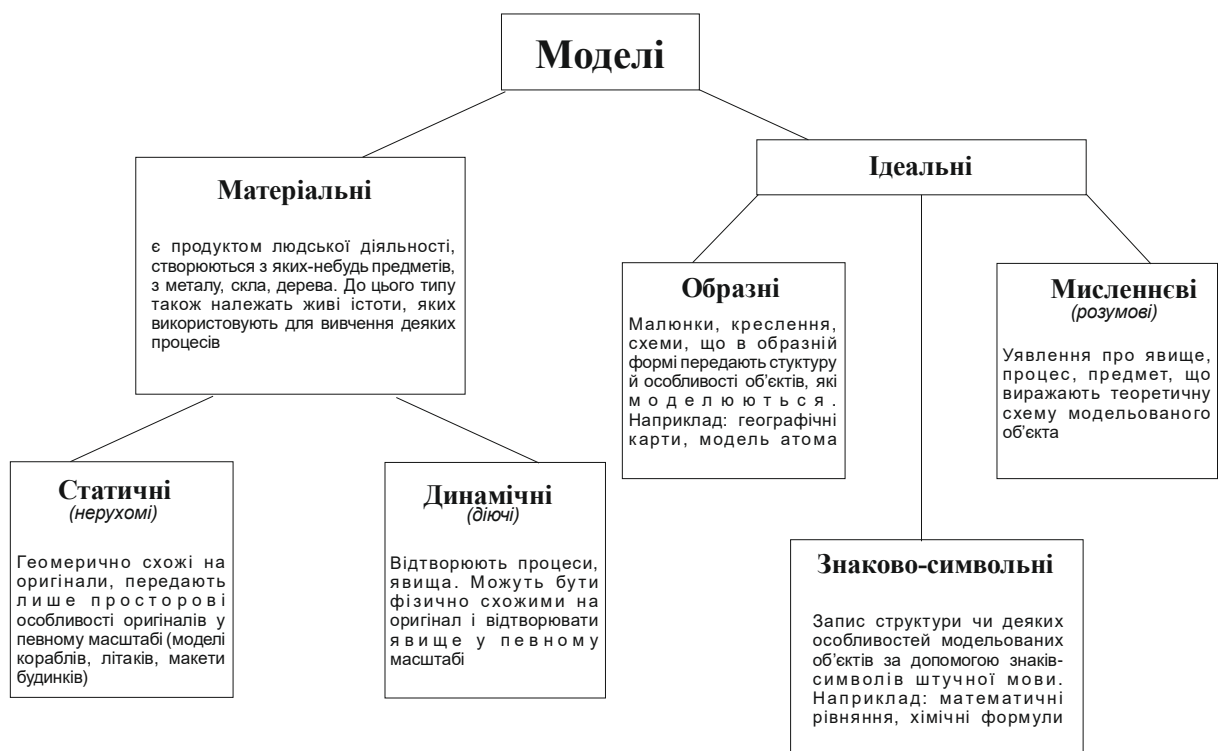 Моделі
Матеріальні
є продуктом людської діяльності,
створюються з яких-небудь предметів,
з металу, скла, дерева. До цього типу
також належать живі істоти, яких
використовують для вивчення деяких
процесів
Ідеальні
Образні
Малюнки, креслення,
схеми, що в образній
формі передають стуктуру
й особливості об’єктів, які
моделюються.
Наприклад: географічні
карти, модель атома
Мисленнєві
(розумові)
Уявлення про явище,
процес, предмет, що
виражають теоретичну
схему модельованого
об’єкта
Статичні
(нерухомі)
Геомерично схожі на
оригінали, передають
лише просторові
особливості оригіналів у
певному масштабі (моделі
кораблів, літаків, макети
будинків)
Динамічні
(діючі)
Відтворюють процеси,
явища. Можуть бути
фізично схожими на
оригінал і відтворювати
явище у певному
масштабі
Знаково-символьні
Запис структури чи деяких
особливостей модельованих
об’єктів за допомогою знаків-
символів штучної мови.
Наприклад: математичні
рівняння, хімічні формули